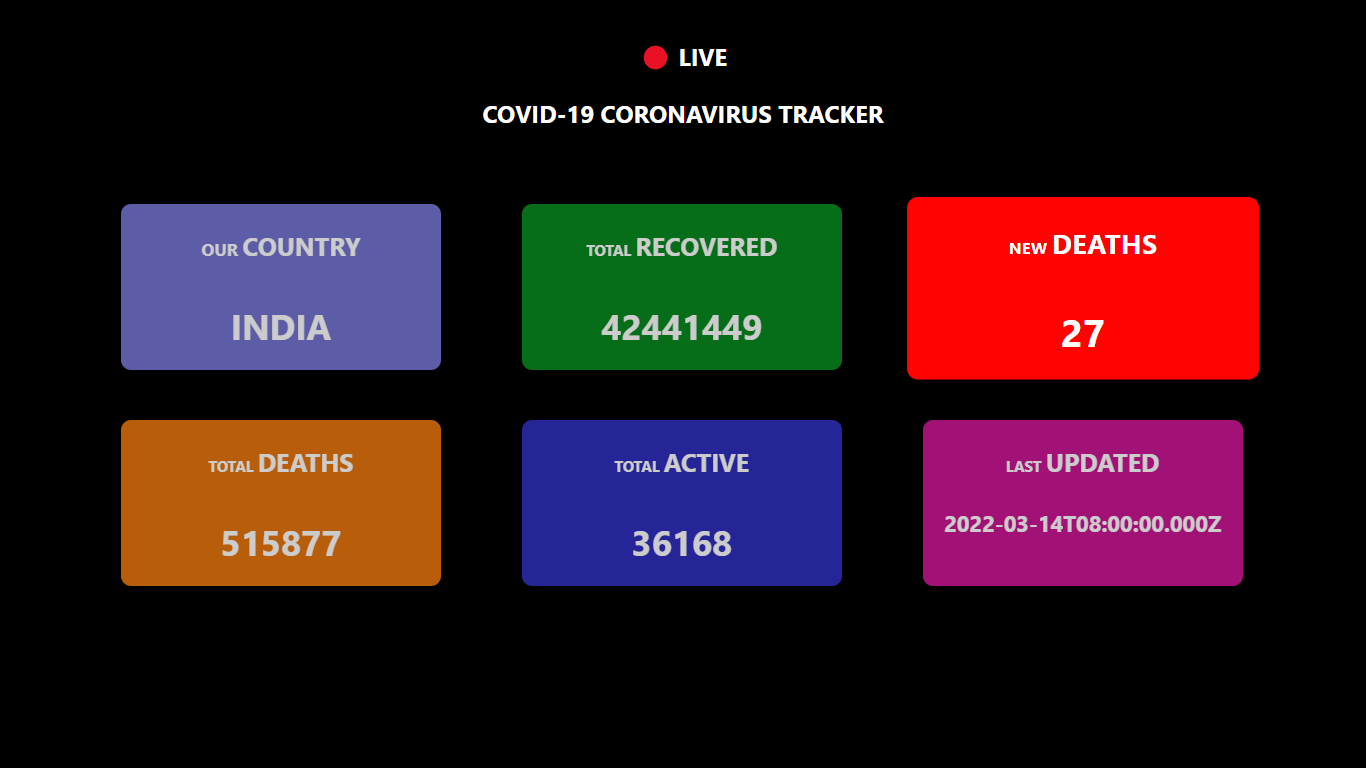 LIVE
COVID-19 CORONAVIRUS TRACKER
OUR COUNTRY
INDIA
TOTAL RECOVERED
42441449
NEW DEATHS
27
TOTAL DEATHS
515877
TOTAL ACTIVE
36168
LAST UPDATED
2022-03-14T08:00:00.000Z